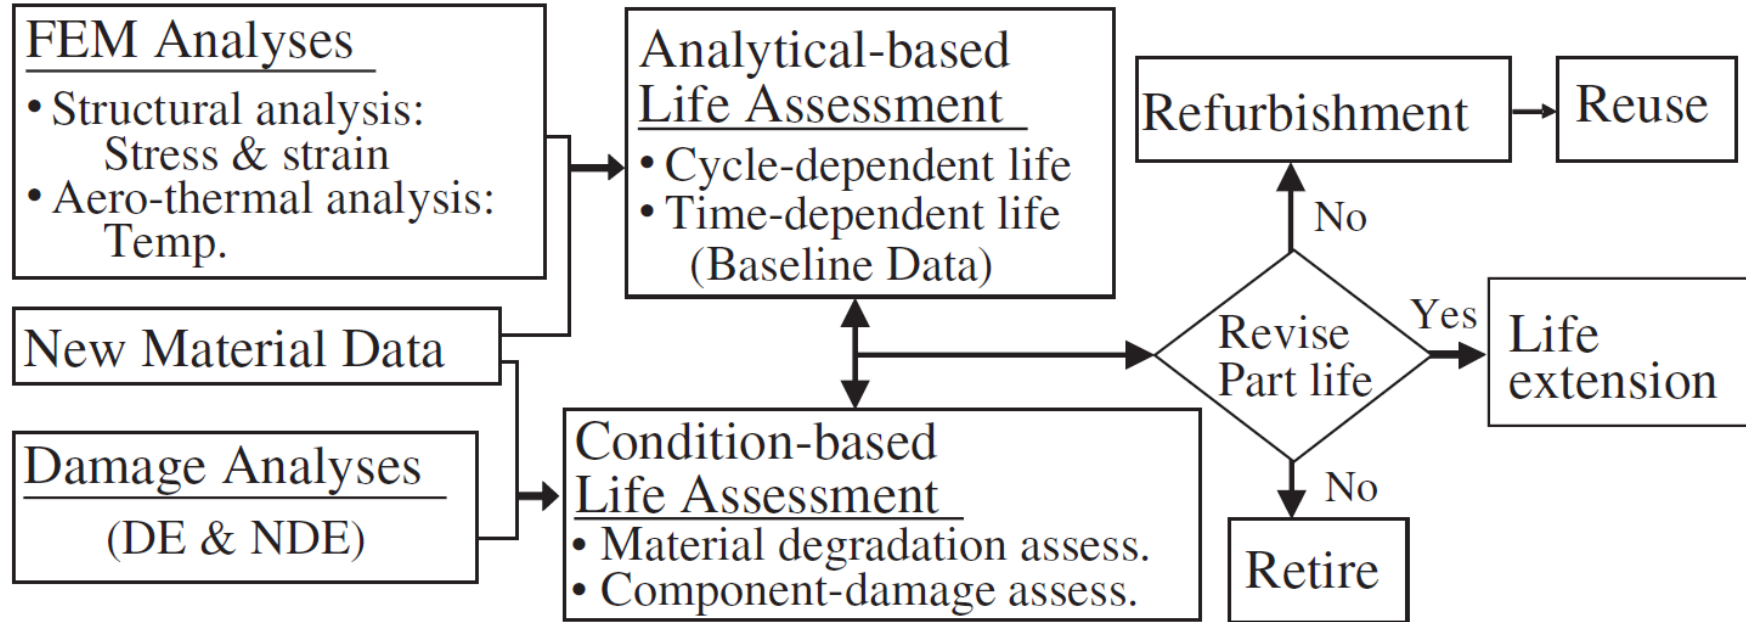 FEM Analyses
• Structural analysis:
Stress & strain
• Aero-thermal analysis:
Temp.
New Material Data
Damage Analyses
(DE & NDE)
Analytical-based
Life Assessment
• Cycle-dependent life
• Time-dependent life
(Baseline Data)
Condition-based
Life Assessment
• Material degradation assess.
• Component-damage assess.
Refurbishment
Reuse
No
Revise
Part life
Yes
Life
extension
No
Retire